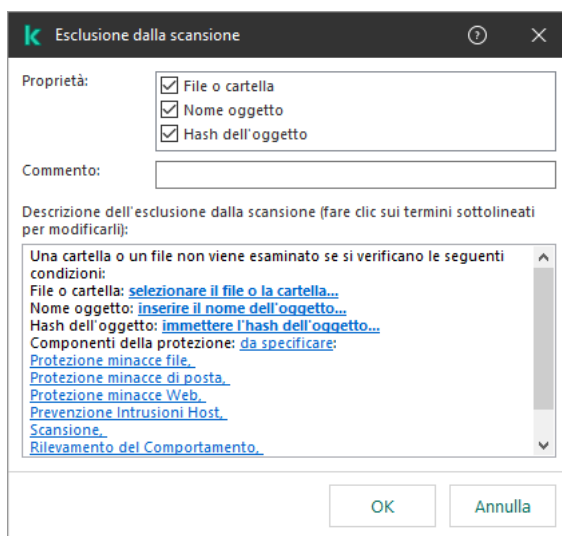 Esclusione dalla scansione
Proprietà:
File o cartella
Nome oggetto
Hash dell'oggetto
Commento:
Descrizione dell'esclusione dalla scansione (fare clic sui termini sottolineati
per modificarli):
Una cartella o un file non viene esaminato se si verificano le seguenti
condizioni:
File o cartella: selezionare il file o la cartella...
Nome oggetto: inserire il nome dell'oggetto...
Hash dell'oggetto: immettere l'hash dell'oggetto...
Componenti della protezione: da specificare:
Protezione minacce file,
Protezione minacce di posta,
Protezione minacce Web,
Prevenzione Intrusioni Host,
Scansione,
Rilevamento del Comportamento,
OK
Annulla